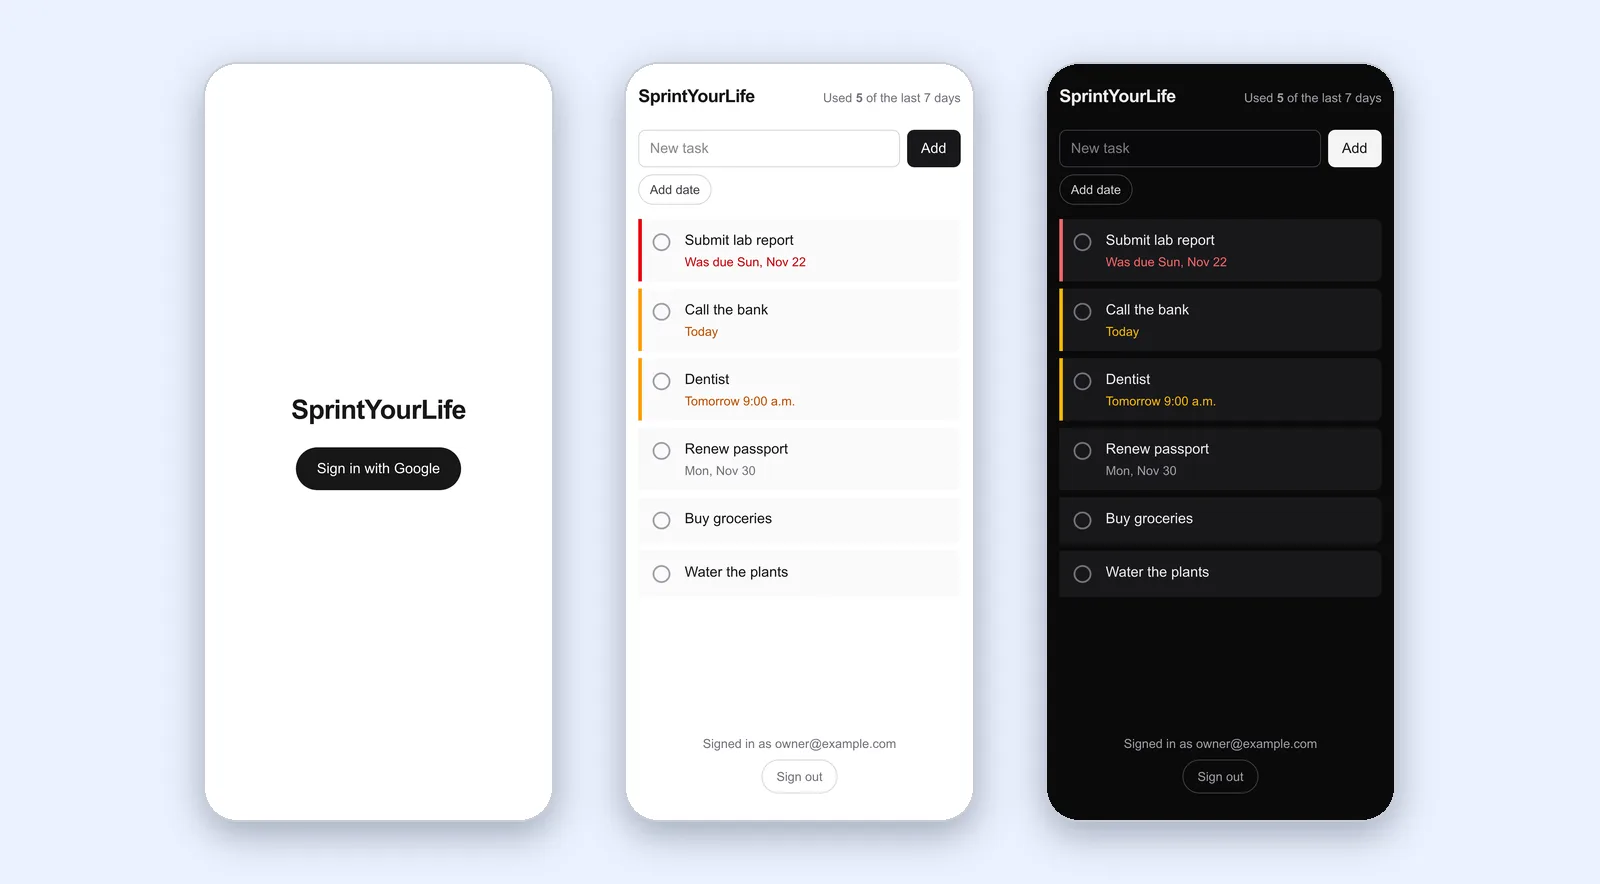 SprintYourLife
Sign in with Google
SprintYourLife
Used 5 of the last 7 days
New task
Add
Add date
Submit lab report
Was due Sun, Nov 22
Call the bank
Today
Dentist
Tomorrow 9:00 a.m.
Renew passport
Mon, Nov 30
Buy groceries
Water the plants
Signed in as owner@example.com
Sign out
SprintYourLife
Used 5 of the last 7 days
New task
Add
Add date
Submit lab report
Was due Sun, Nov 22
Call the bank
Today
Dentist
Tomorrow 9:00 a.m.
Renew passport
Mon, Nov 30
Buy groceries
Water the plants
Signed in as owner@example.com
Sign out